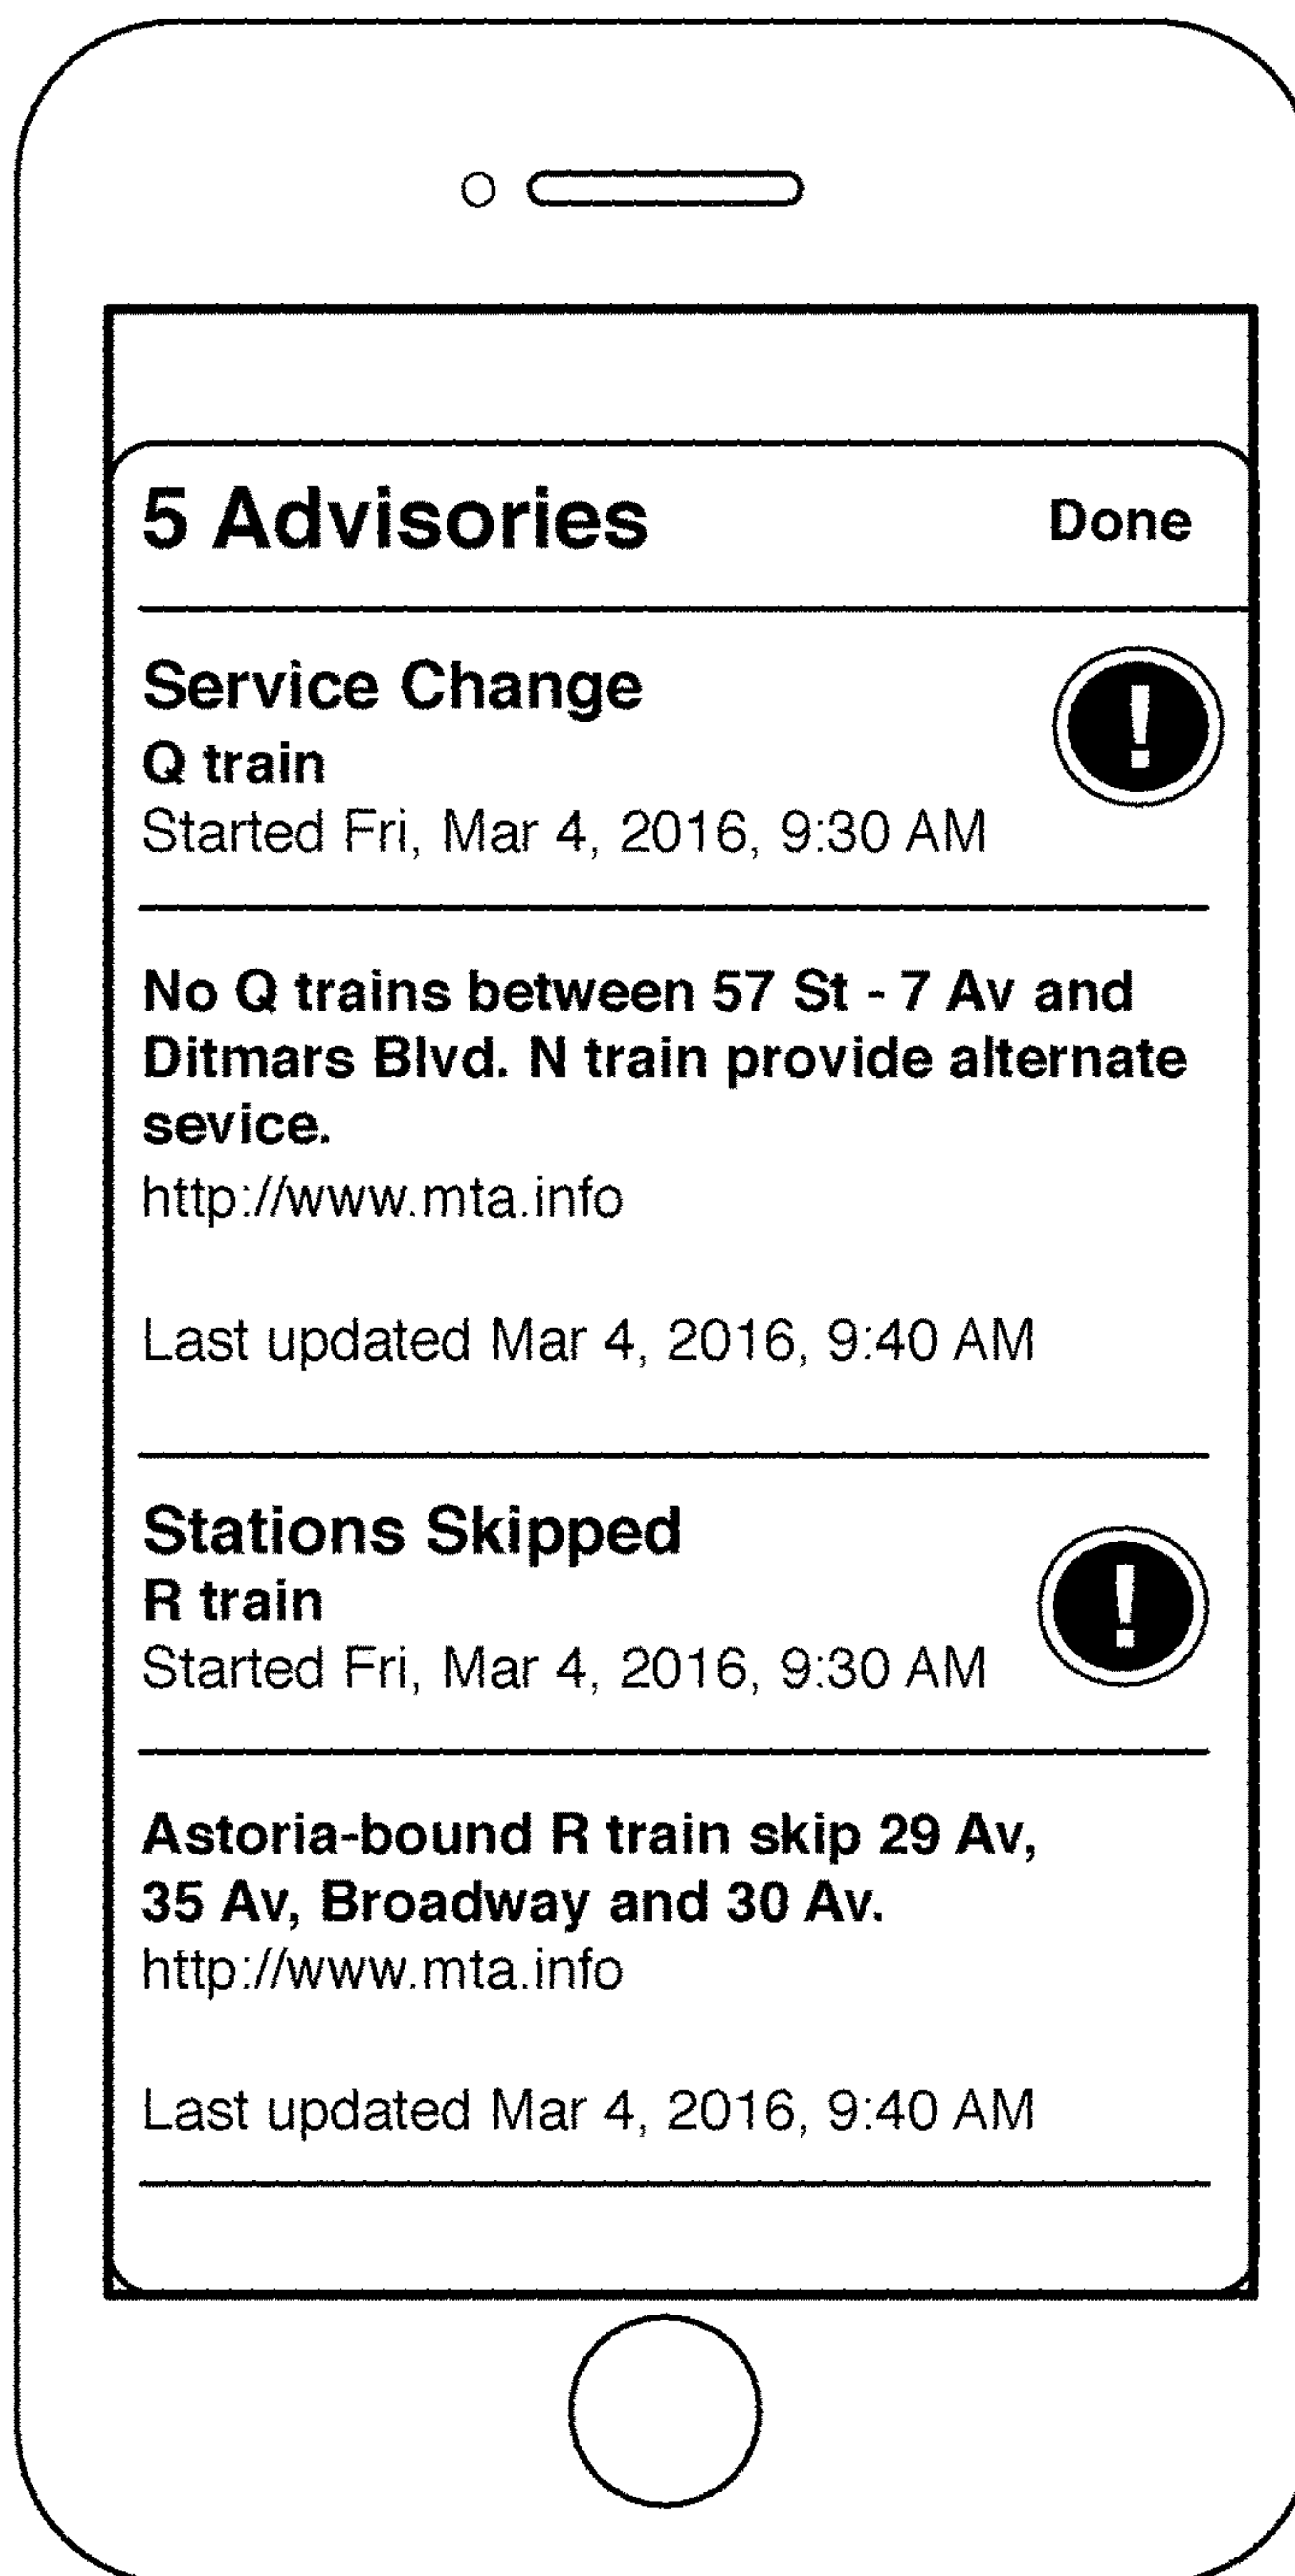 5 Advisories
Done
Service Change
Q train
Started Fri, Mar 4, 2016, 9:30 AM
!
No Q trains between 57 St - 7 Av and
Ditmars Blvd. N train provide alternate
sevice.
http://www.mta.info
Last updated Mar 4, 2016, 9:40 AM
Stations Skipped
R train
Started Fri, Mar 4, 2016, 9:30 AM
!
Astoria-bound R train skip 29 Av,
35 Av, Broadway and 30 Av.
http://www.mta.info
Last updated Mar 4, 2016, 9:40 AM